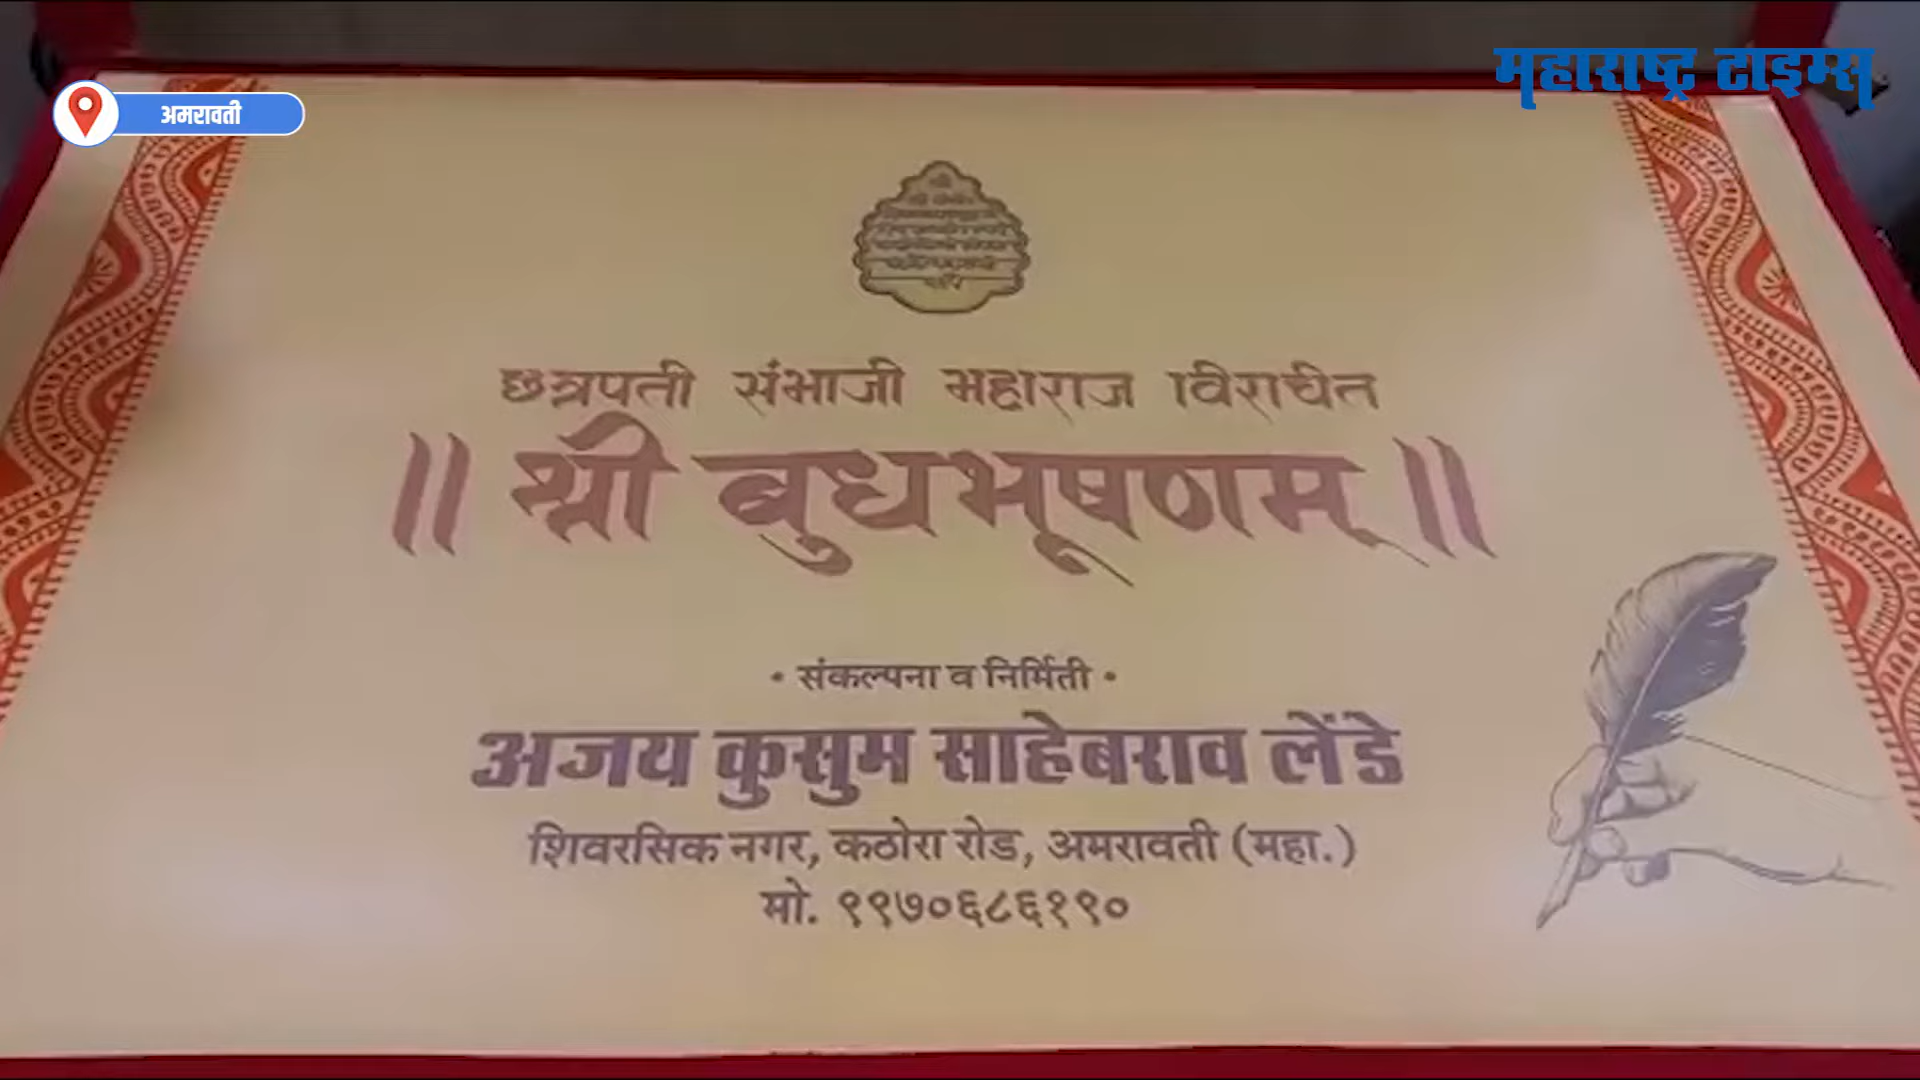 महाराष्ट्र टाइम्स
अमरावती
छत्रपती संभाजी महाराज विरचित
॥ श्री बुधभूषणम् ॥
• संकल्पना व निर्मिती •
अजय कुसुम साहेबराव लेंडे
शिवरसिक नगर, कठोरा रोड, अमरावती (महा.)
मो. ९९७०६८६१९०